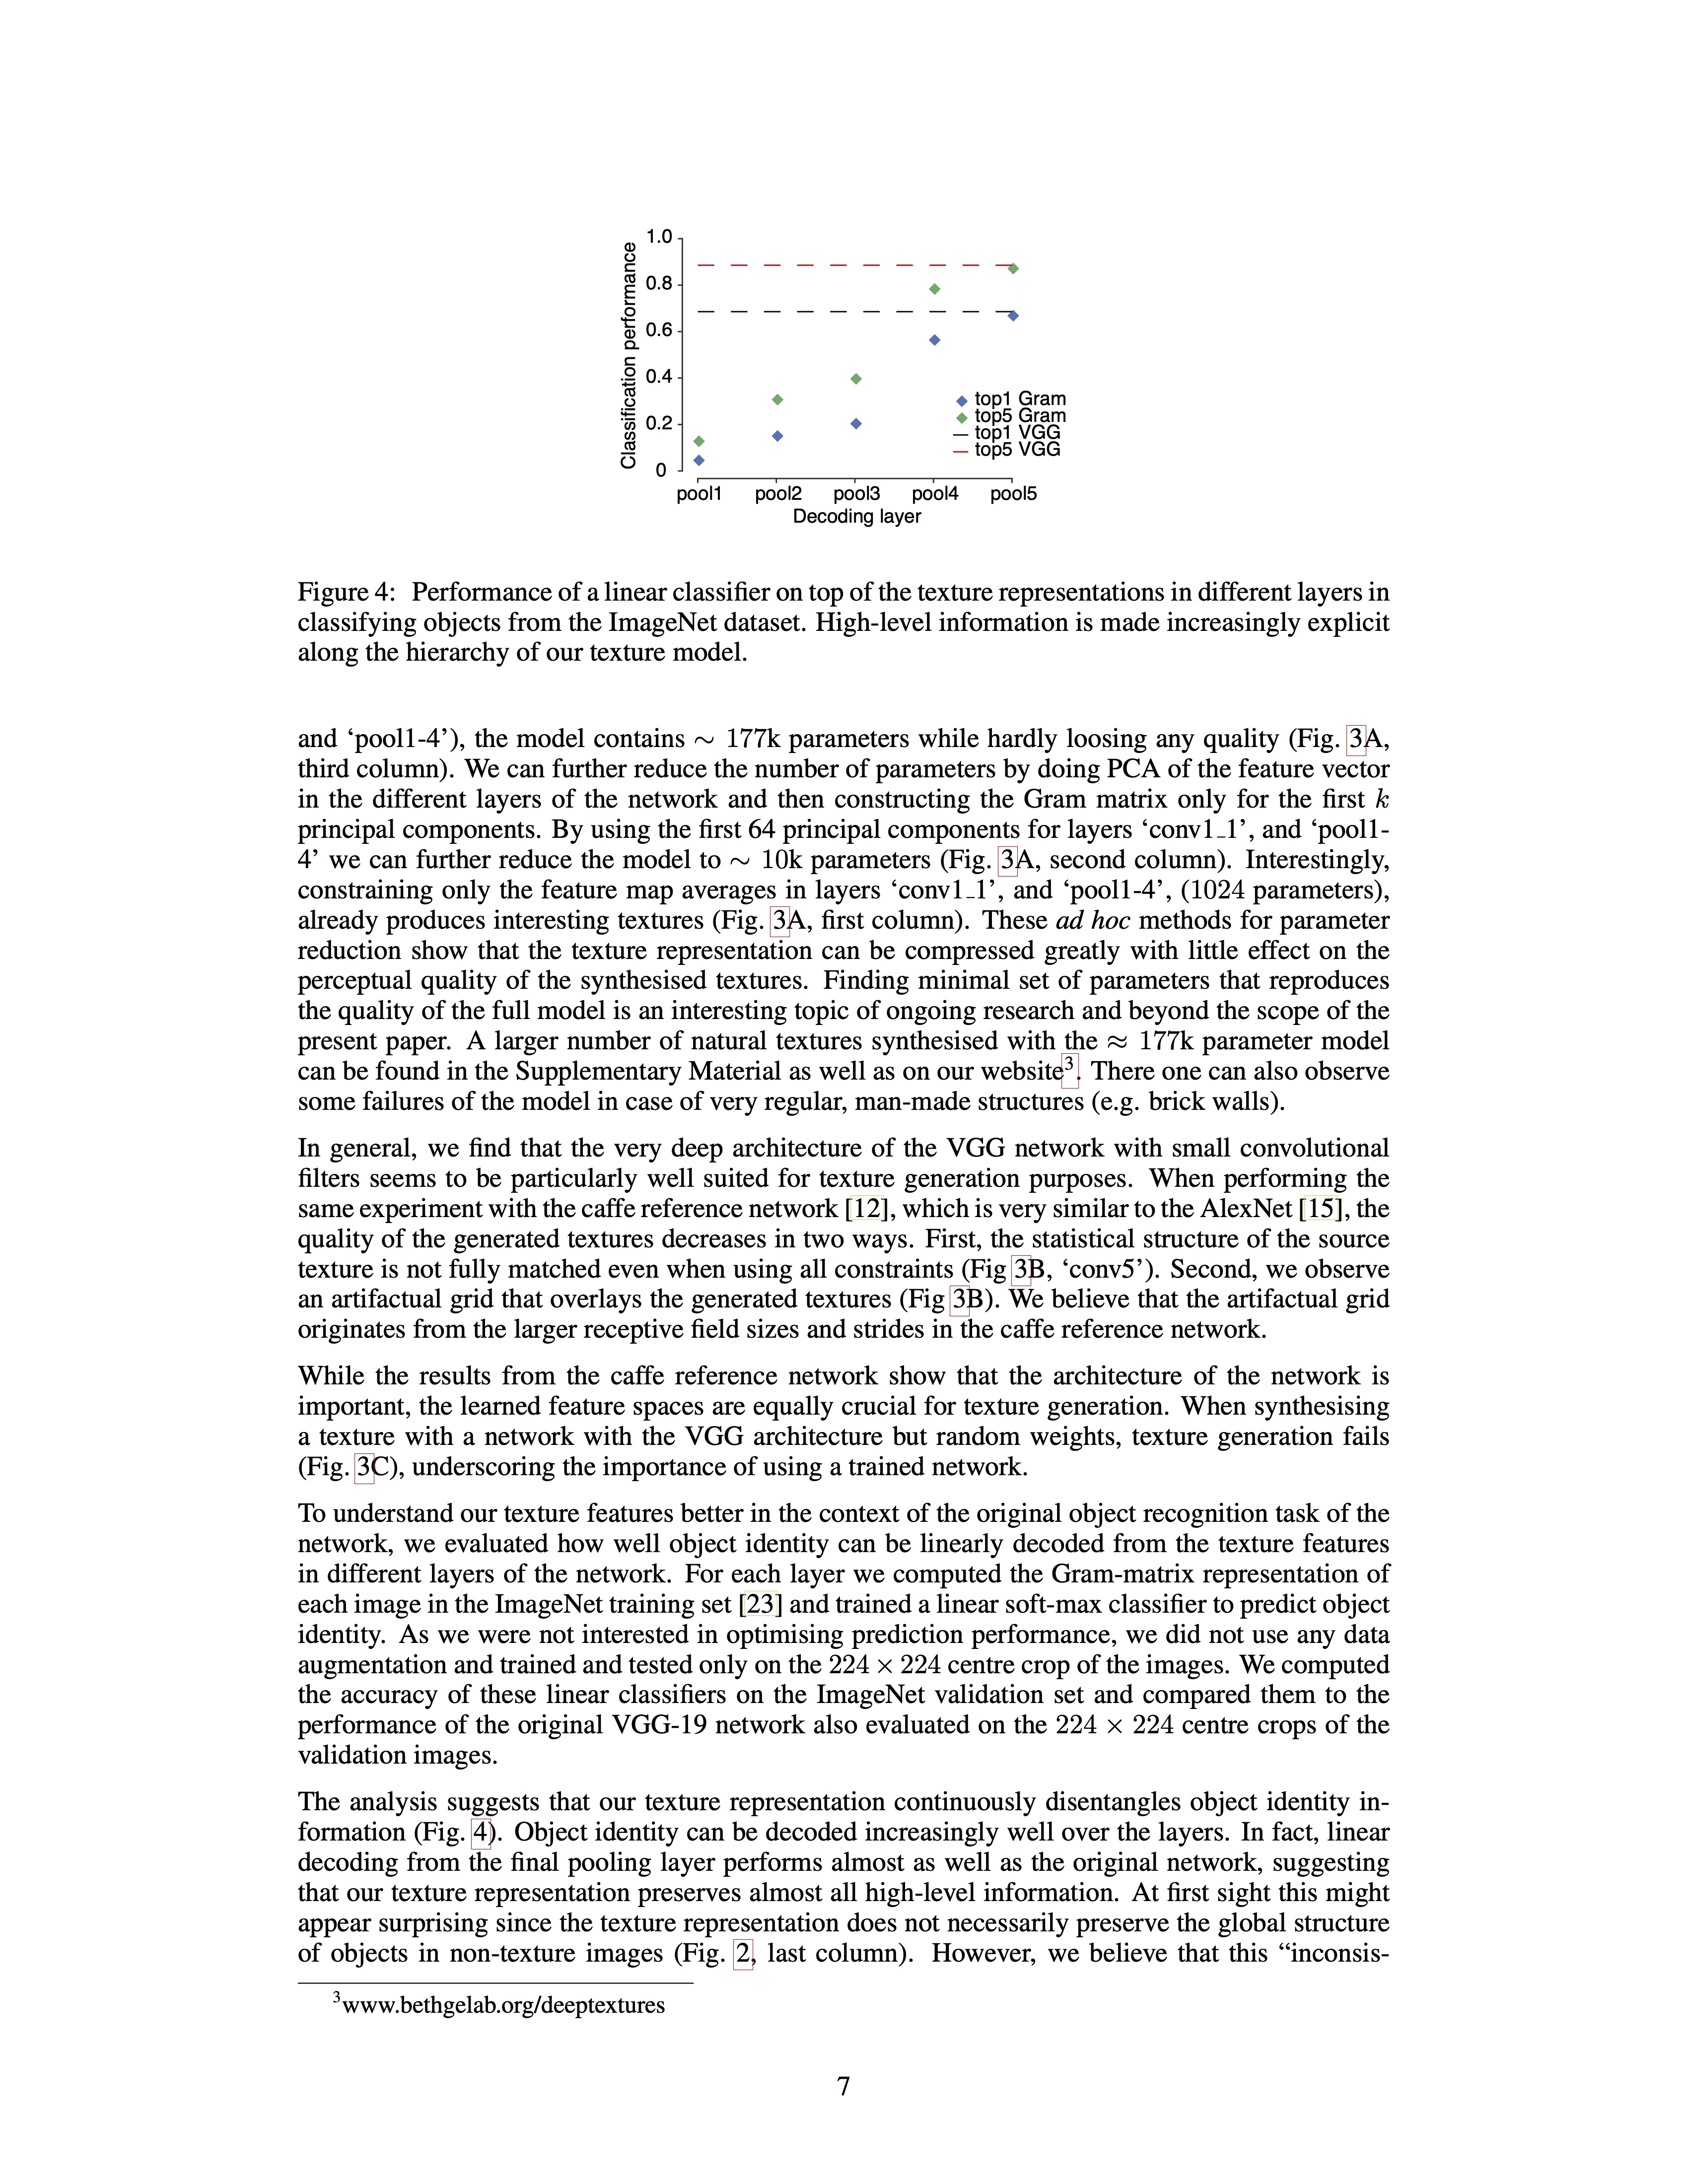 1.0
0.8
0.6
0.4
0.2
0
Classification performance
top1 Gram
top5 Gram
top1 VGG
top5 VGG
pool1 pool2 pool3 pool4 pool5
Decoding layer
Figure 4: Performance of a linear classifier on top of the texture representations in different layers in
classifying objects from the ImageNet dataset. High-level information is made increasingly explicit
along the hierarchy of our texture model.
and ‘pool1-4’), the model contains ∼ 177k parameters while hardly loosing any quality (Fig. 3A,
third column). We can further reduce the number of parameters by doing PCA of the feature vector
in the different layers of the network and then constructing the Gram matrix only for the first k
principal components. By using the first 64 principal components for layers ‘conv1_1’, and ‘pool1-
4’ we can further reduce the model to ∼ 10k parameters (Fig. 3A, second column). Interestingly,
constraining only the feature map averages in layers ‘conv1_1’, and ‘pool1-4’, (1024 parameters),
already produces interesting textures (Fig. 3A, first column). These ad hoc methods for parameter
reduction show that the texture representation can be compressed greatly with little effect on the
perceptual quality of the synthesised textures. Finding minimal set of parameters that reproduces
the quality of the full model is an interesting topic of ongoing research and beyond the scope of the
present paper. A larger number of natural textures synthesised with the ≈ 177k parameter model
can be found in the Supplementary Material as well as on our website³. There one can also observe
some failures of the model in case of very regular, man-made structures (e.g. brick walls).
In general, we find that the very deep architecture of the VGG network with small convolutional
filters seems to be particularly well suited for texture generation purposes. When performing the
same experiment with the caffe reference network [12], which is very similar to the AlexNet [15], the
quality of the generated textures decreases in two ways. First, the statistical structure of the source
texture is not fully matched even when using all constraints (Fig 3B, ‘conv5’). Second, we observe
an artifactual grid that overlays the generated textures (Fig 3B). We believe that the artifactual grid
originates from the larger receptive field sizes and strides in the caffe reference network.
While the results from the caffe reference network show that the architecture of the network is
important, the learned feature spaces are equally crucial for texture generation. When synthesising
a texture with a network with the VGG architecture but random weights, texture generation fails
(Fig. 3C), underscoring the importance of using a trained network.
To understand our texture features better in the context of the original object recognition task of the
network, we evaluated how well object identity can be linearly decoded from the texture features
in different layers of the network. For each layer we computed the Gram-matrix representation of
each image in the ImageNet training set [23] and trained a linear soft-max classifier to predict object
identity. As we were not interested in optimising prediction performance, we did not use any data
augmentation and trained and tested only on the 224 × 224 centre crop of the images. We computed
the accuracy of these linear classifiers on the ImageNet validation set and compared them to the
performance of the original VGG-19 network also evaluated on the 224 × 224 centre crops of the
validation images.
The analysis suggests that our texture representation continuously disentangles object identity in-
formation (Fig. 4). Object identity can be decoded increasingly well over the layers. In fact, linear
decoding from the final pooling layer performs almost as well as the original network, suggesting
that our texture representation preserves almost all high-level information. At first sight this might
appear surprising since the texture representation does not necessarily preserve the global structure
of objects in non-texture images (Fig. 2, last column). However, we believe that this “inconsis-
³www.bethgelab.org/deeptextures
7